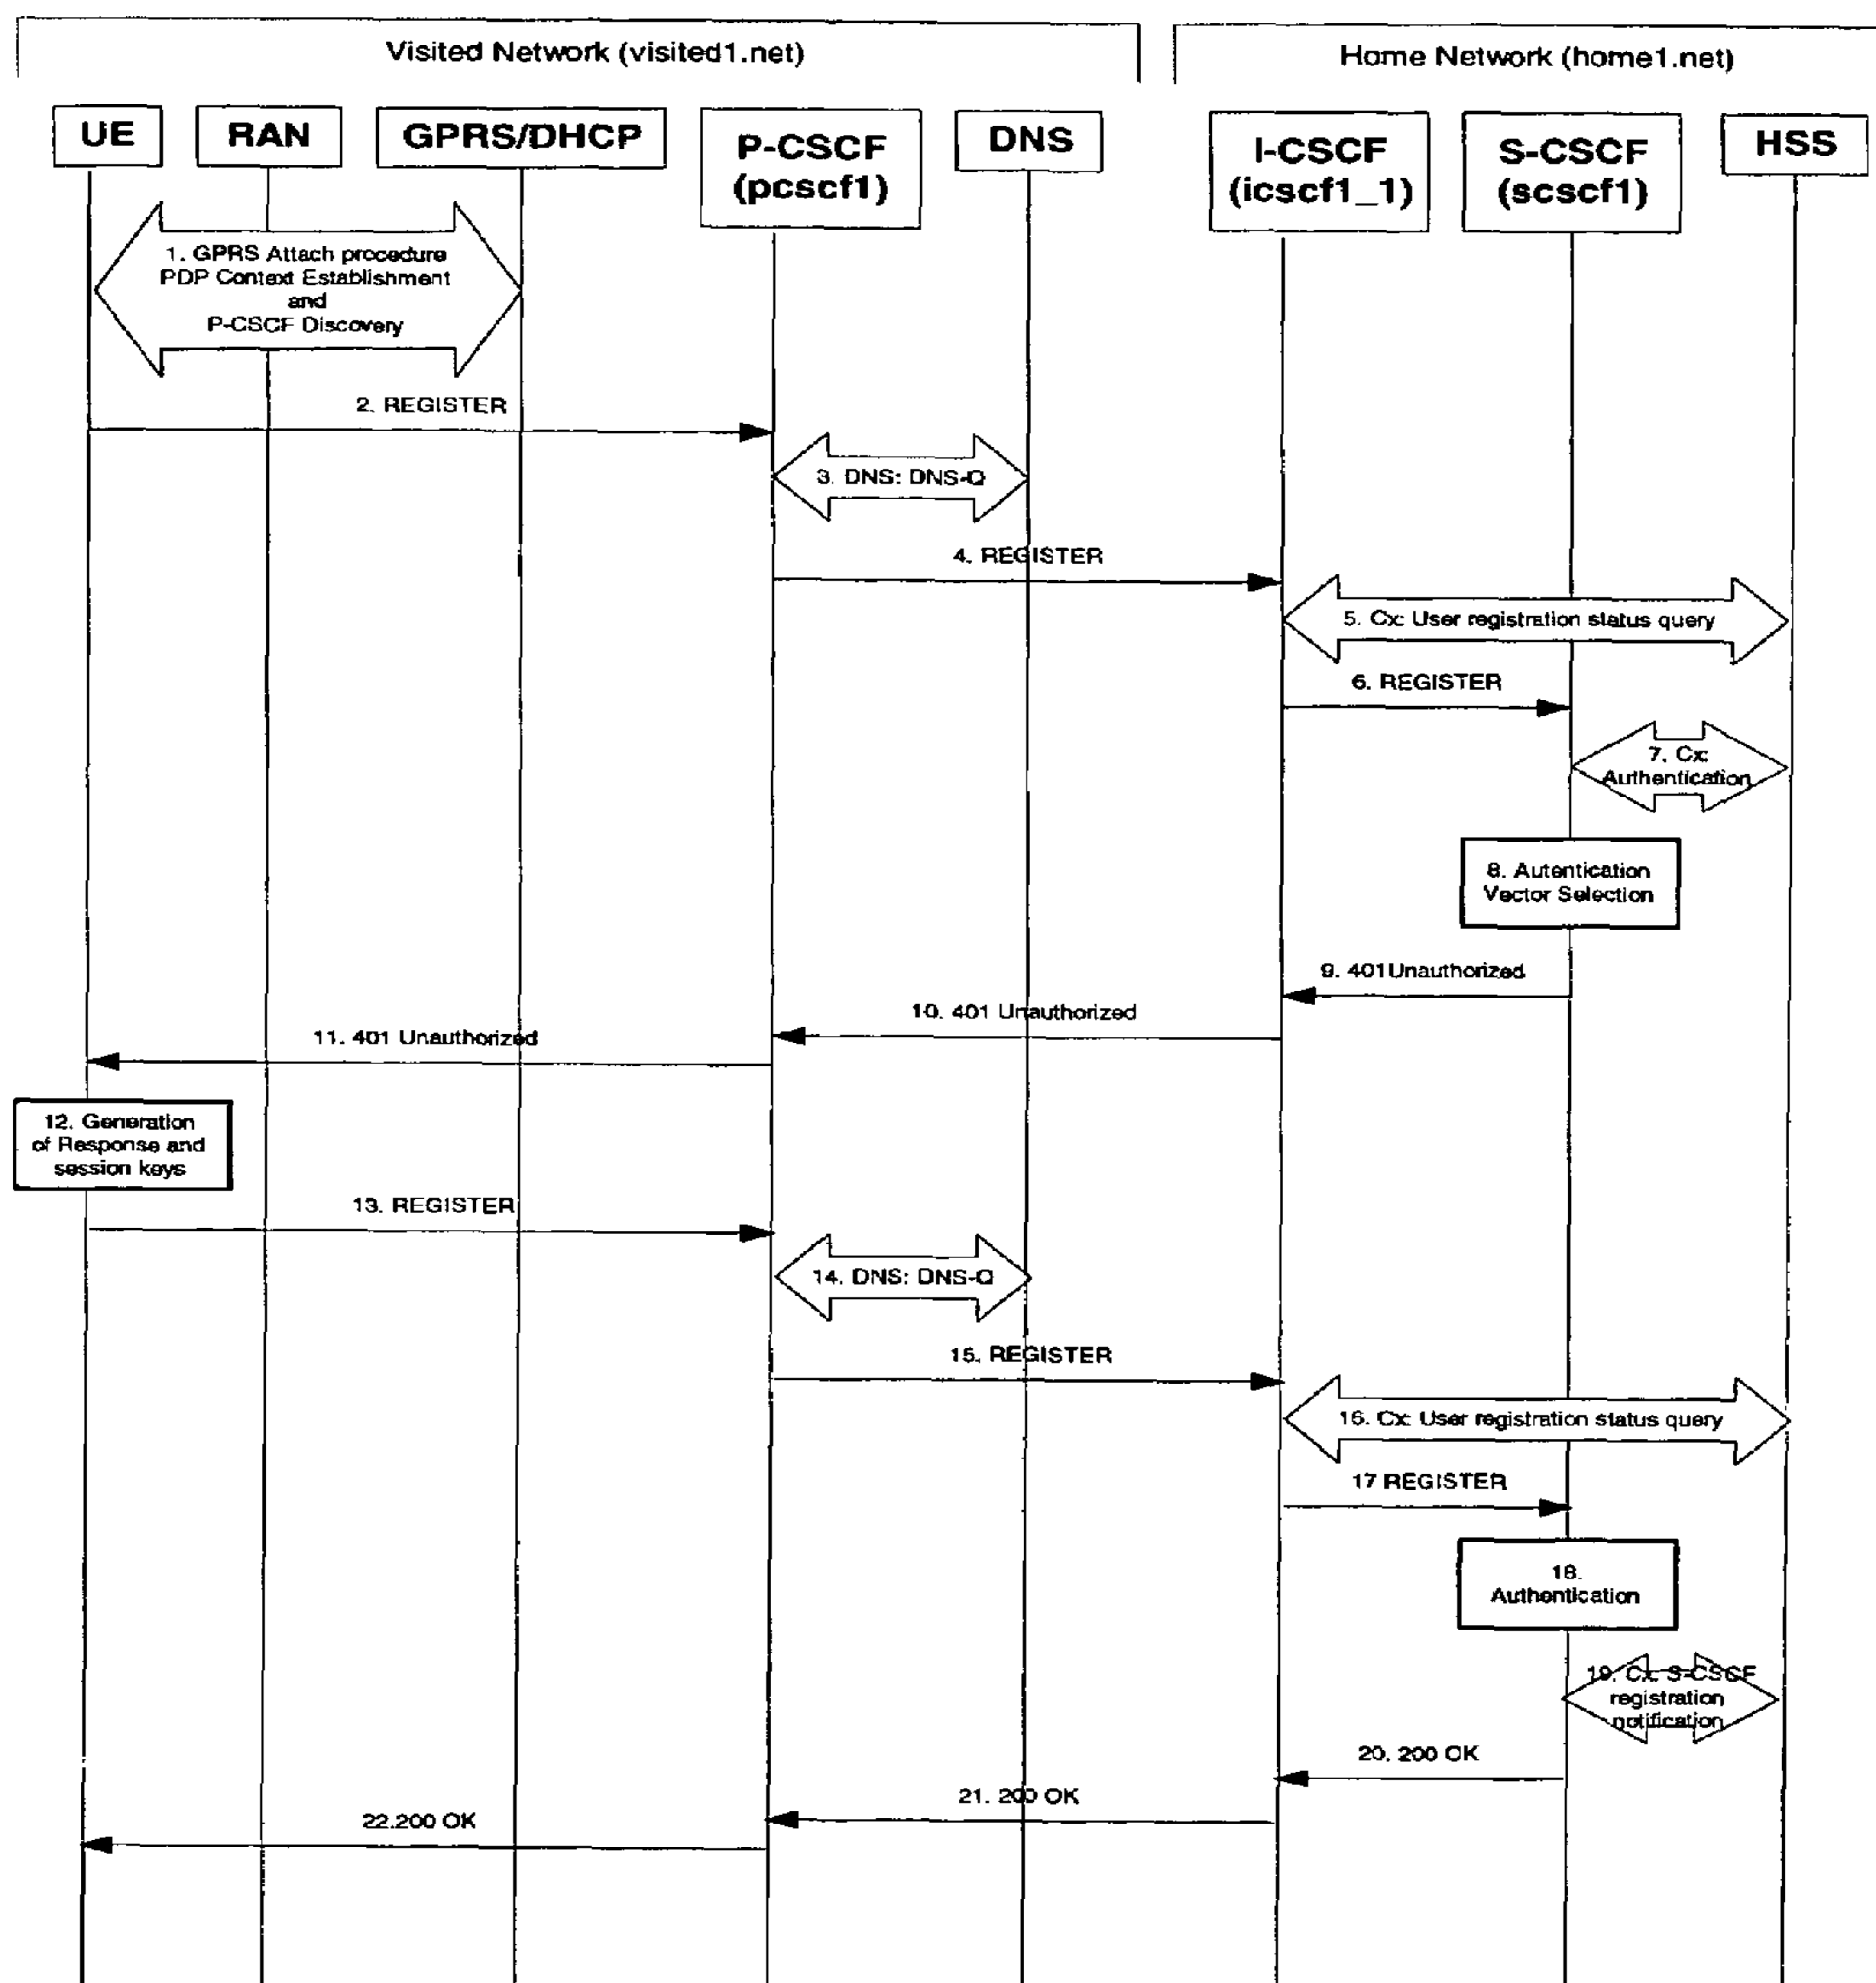 Visited Network (visited1.net)
Home Network (home1.net)
UE
RAN
GPRS/DHCP
P-CSCF
(pcscf1)
DNS
I-CSCF
(icscf1_1)
S-CSCF
(scscf1)
HSS
1. GPRS Attach procedure
PDP Context Establishment
and
P-CSCF Discovery
2. REGISTER
3. DNS: DNS-Q
4. REGISTER
5. Cx: User registration status query
6. REGISTER
7. Cx:
Authentication
8. Autentication
Vector Selection
9. 401Unauthorized
10. 401 Unauthorized
11. 401 Unauthorized
12. Generation
of Response and
session keys
13. REGISTER
14. DNS: DNS-Q
15. REGISTER
16. Cx: User registration status query
17 REGISTER
18.
Authentication
19. Cx: S-CSCF
registration
notification
20. 200 OK
21. 200 OK
22.200 OK